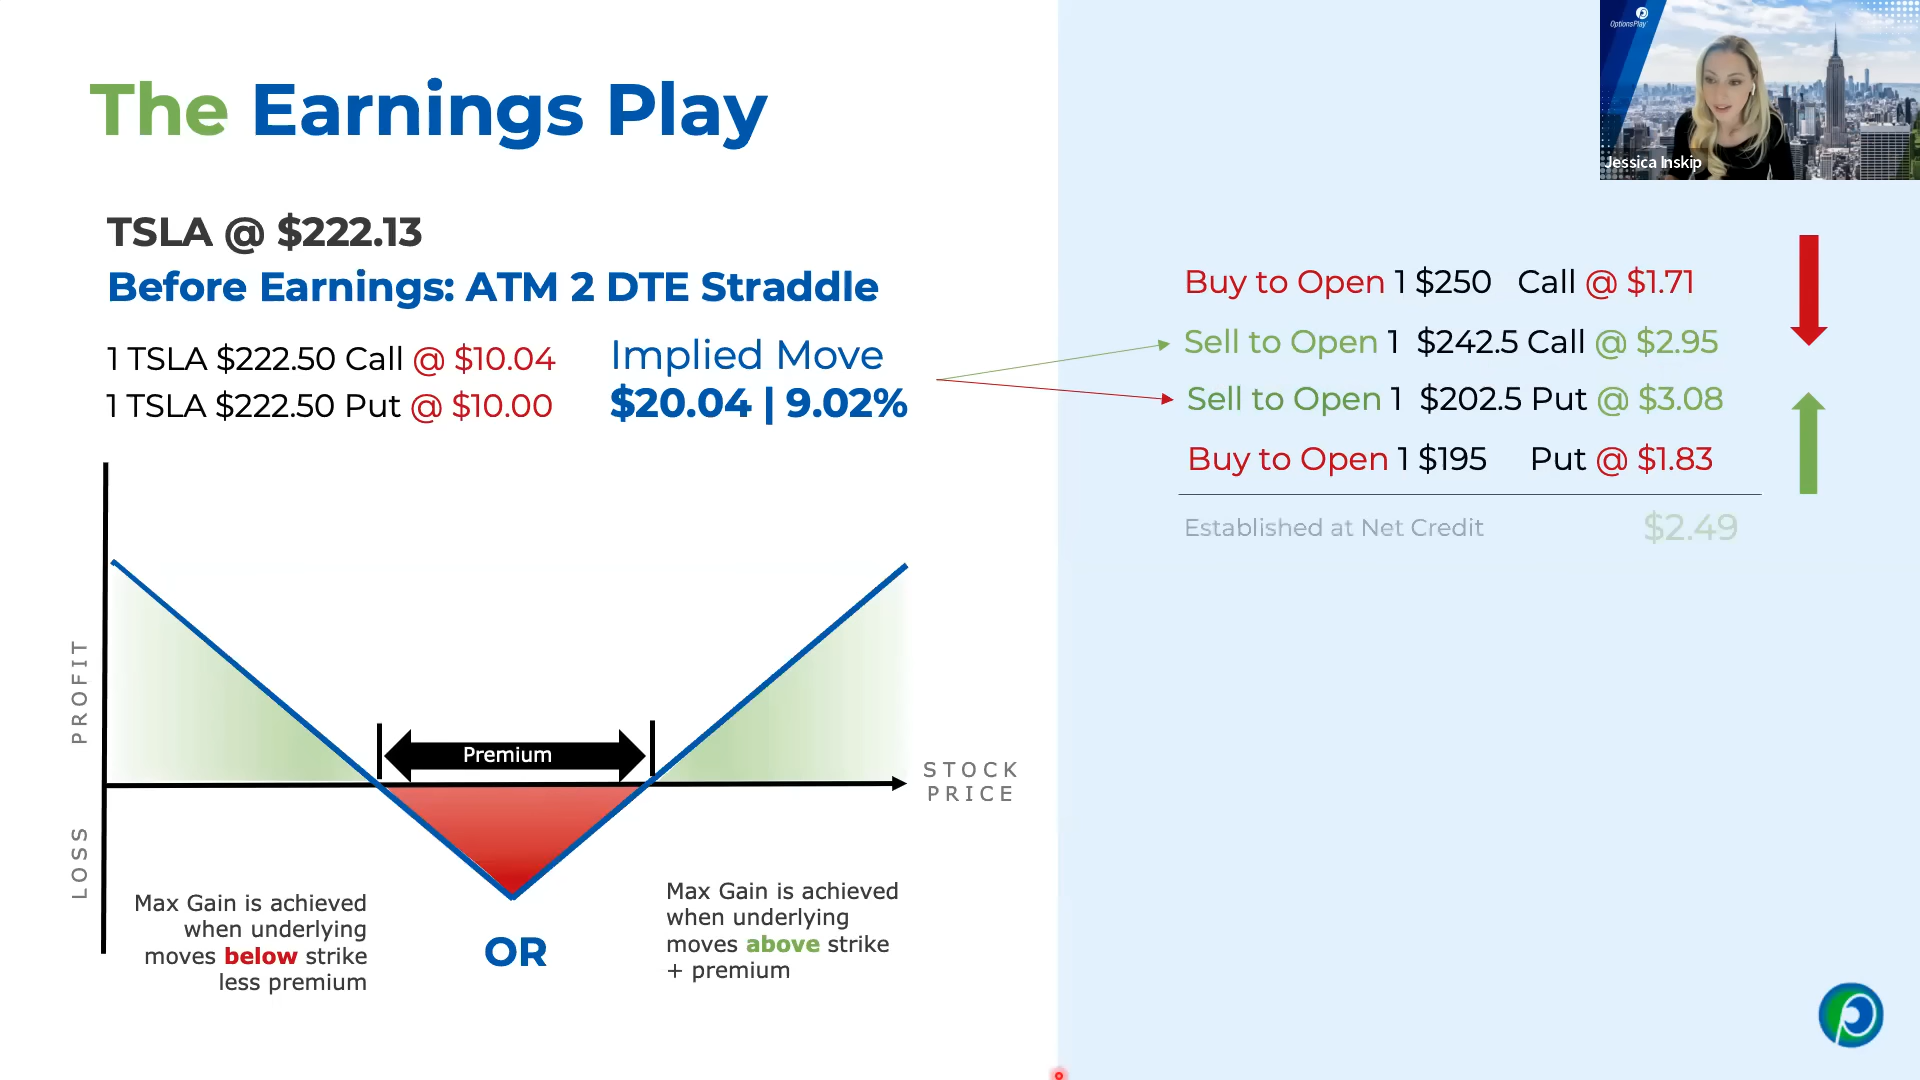 The Earnings Play
OptionsPlay
Jessica Inskip
TSLA @ $222.13
Before Earnings: ATM 2 DTE Straddle
1 TSLA $222.50 Call @ $10.04
1 TSLA $222.50 Put @ $10.00
Implied Move
$20.04 | 9.02%
Buy to Open 1 $250 Call @ $1.71
Sell to Open 1 $242.5 Call @ $2.95
Sell to Open 1 $202.5 Put @ $3.08
Buy to Open 1 $195 Put @ $1.83
Established at Net Credit $2.49
PROFIT
LOSS
Premium
STOCK
PRICE
Max Gain is achieved
when underlying
moves below strike
less premium
OR
Max Gain is achieved
when underlying
moves above strike
+ premium